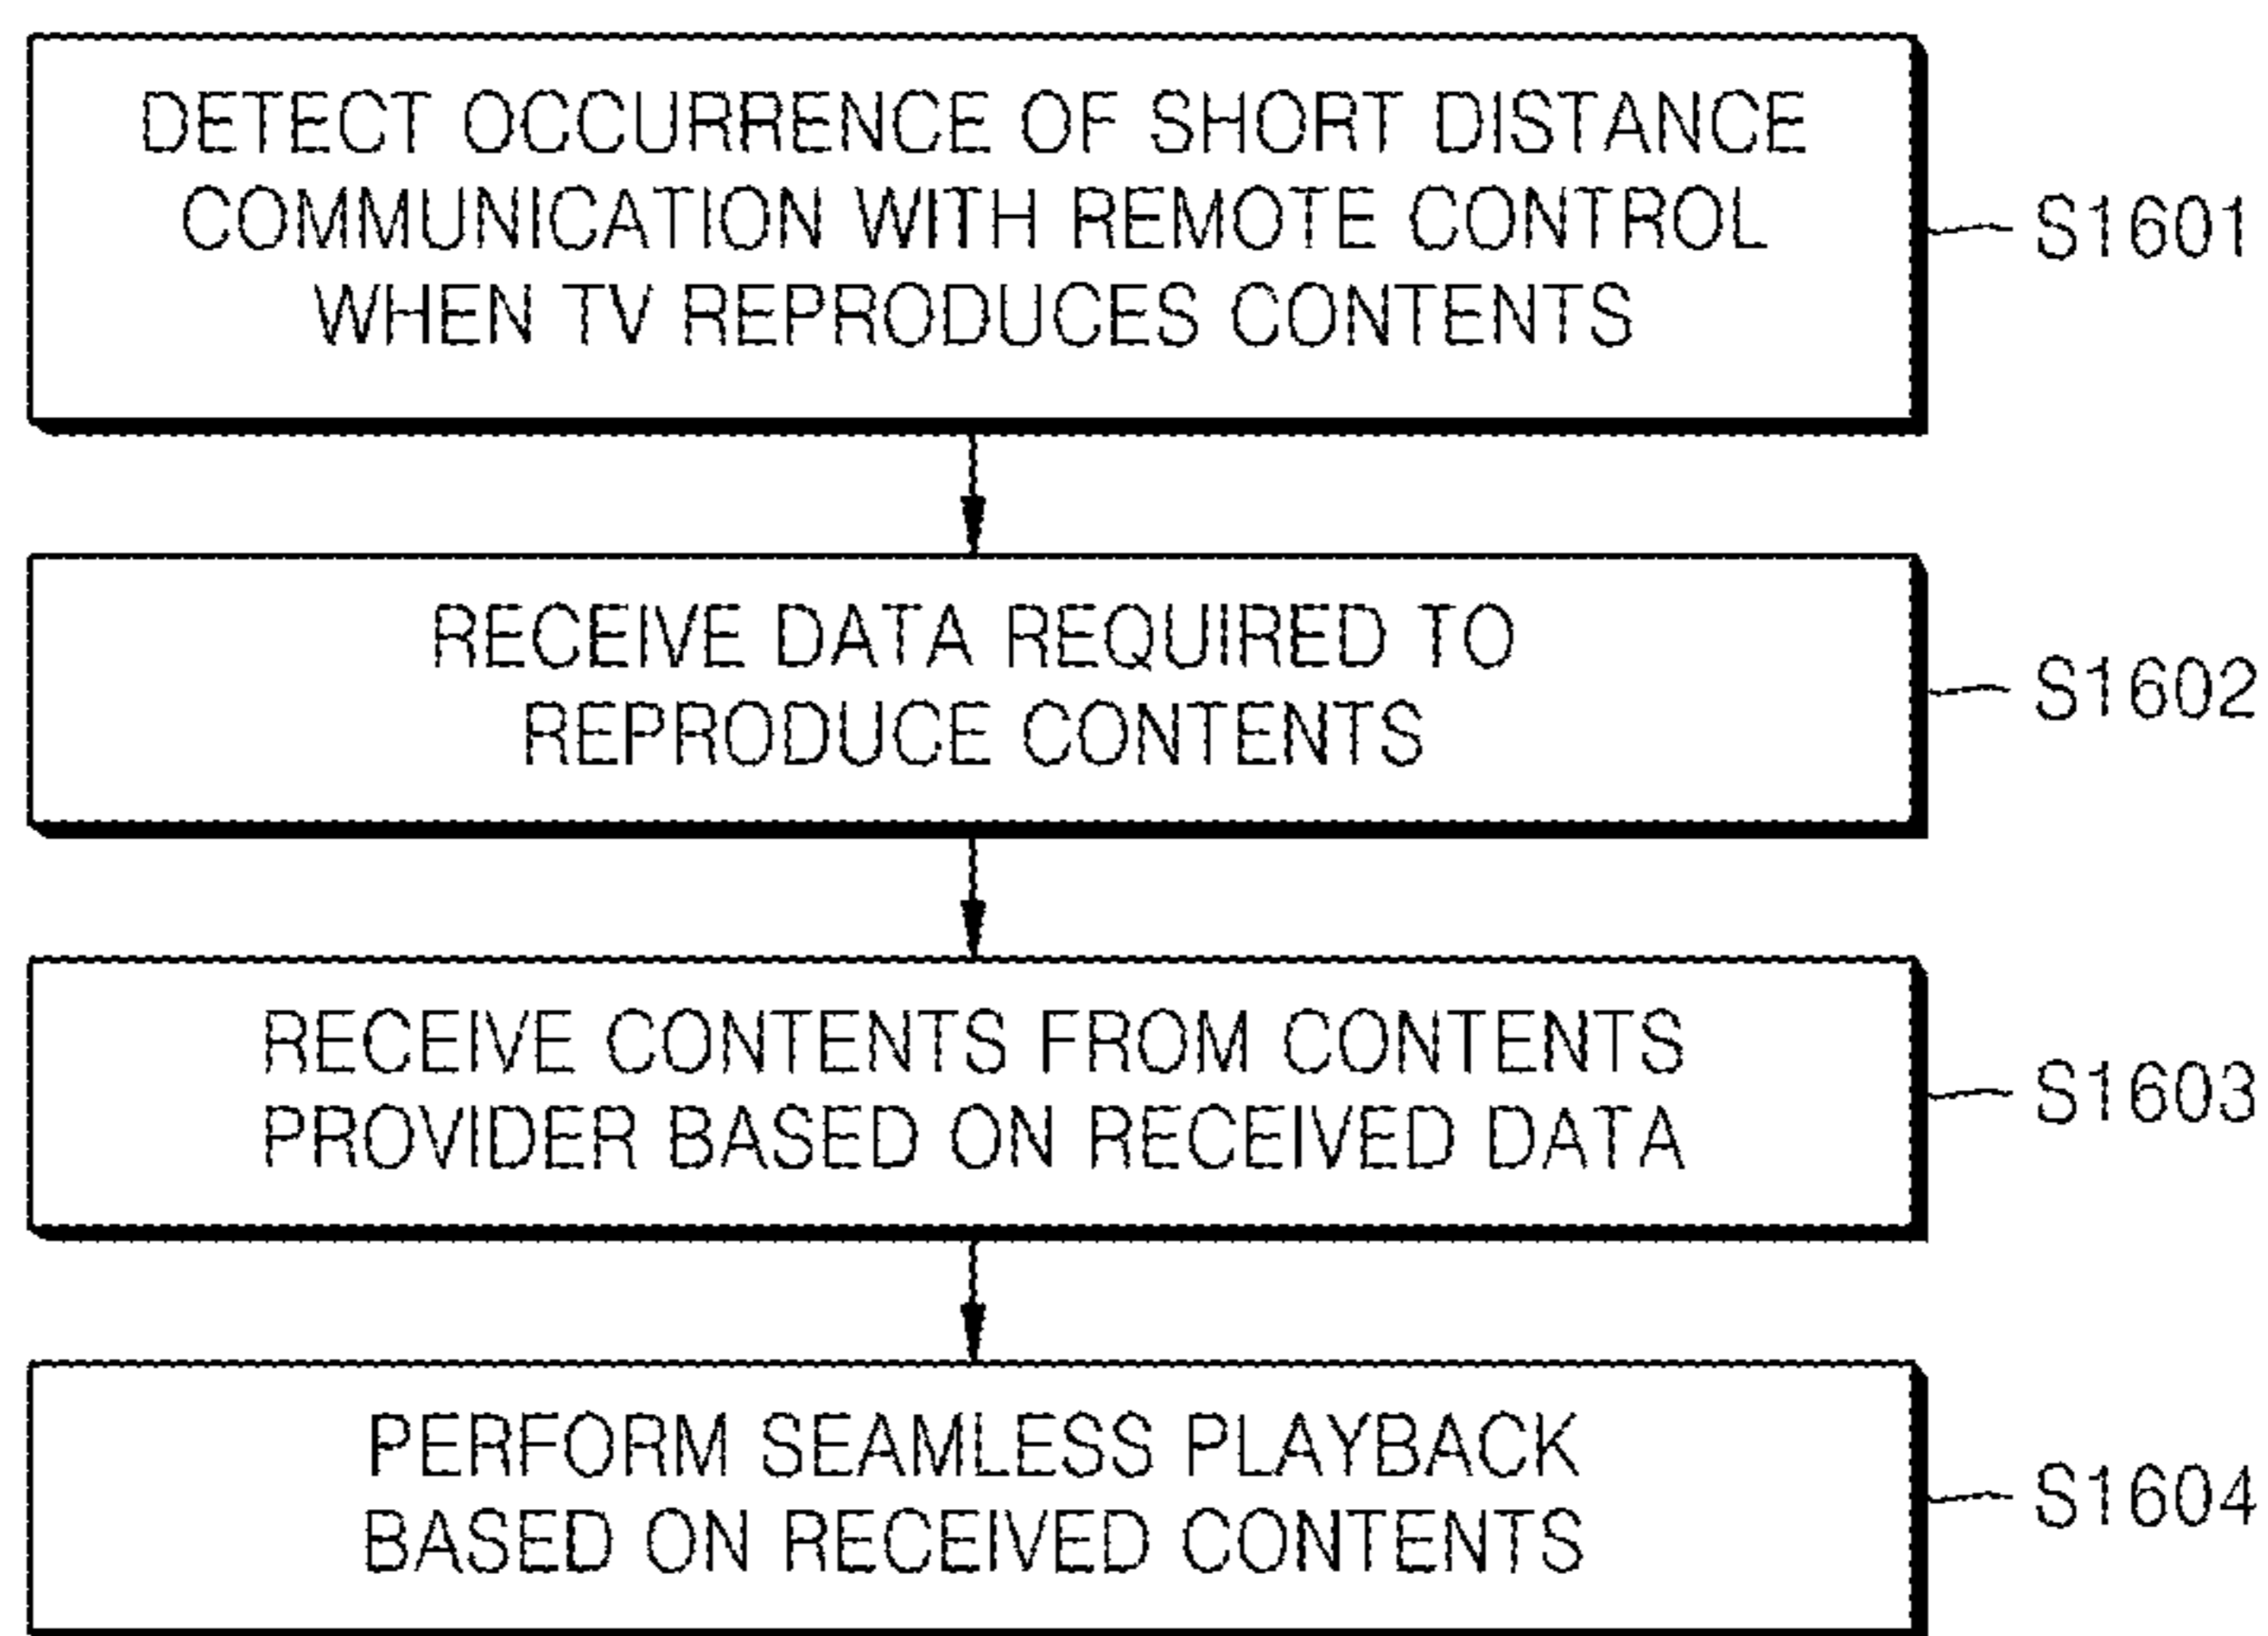 DETECT OCCURRENCE OF SHORT DISTANCE
COMMUNICATION WITH REMOTE CONTROL
WHEN TV REPRODUCES CONTENTS
S1601
RECEIVE DATA REQUIRED TO
REPRODUCE CONTENTS
S1602
RECEIVE CONTENTS FROM CONTENTS
PROVIDER BASED ON RECEIVED DATA
S1603
PERFORM SEAMLESS PLAYBACK
BASED ON RECEIVED CONTENTS
S1604